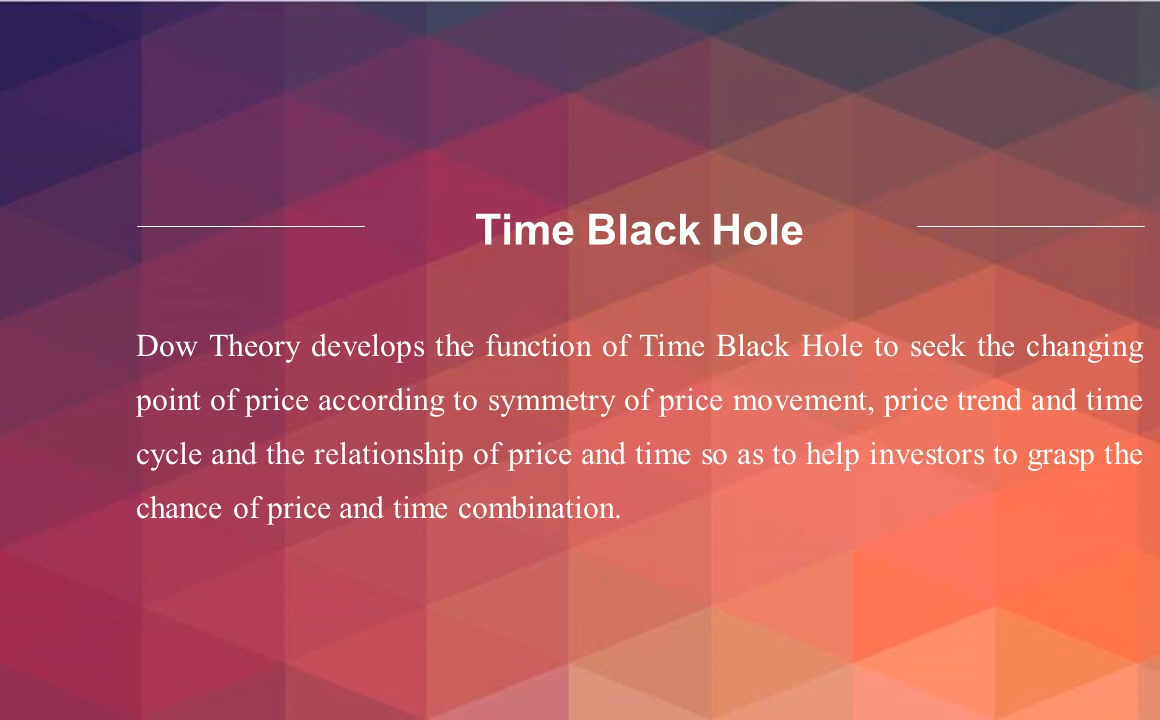 Time Black Hole
Dow Theory develops the function of Time Black Hole to seek the changing
point of price according to symmetry of price movement, price trend and time
cycle and the relationship of price and time so as to help investors to grasp the
chance of price and time combination.